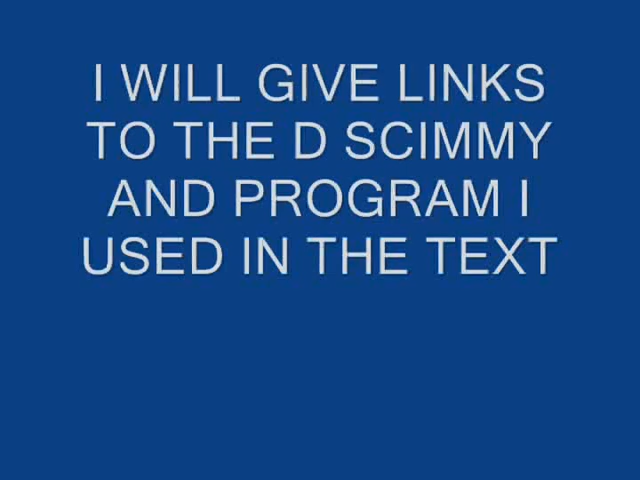 I WILL GIVE LINKS
TO THE D SCIMMY
AND PROGRAM I
USED IN THE TEXT